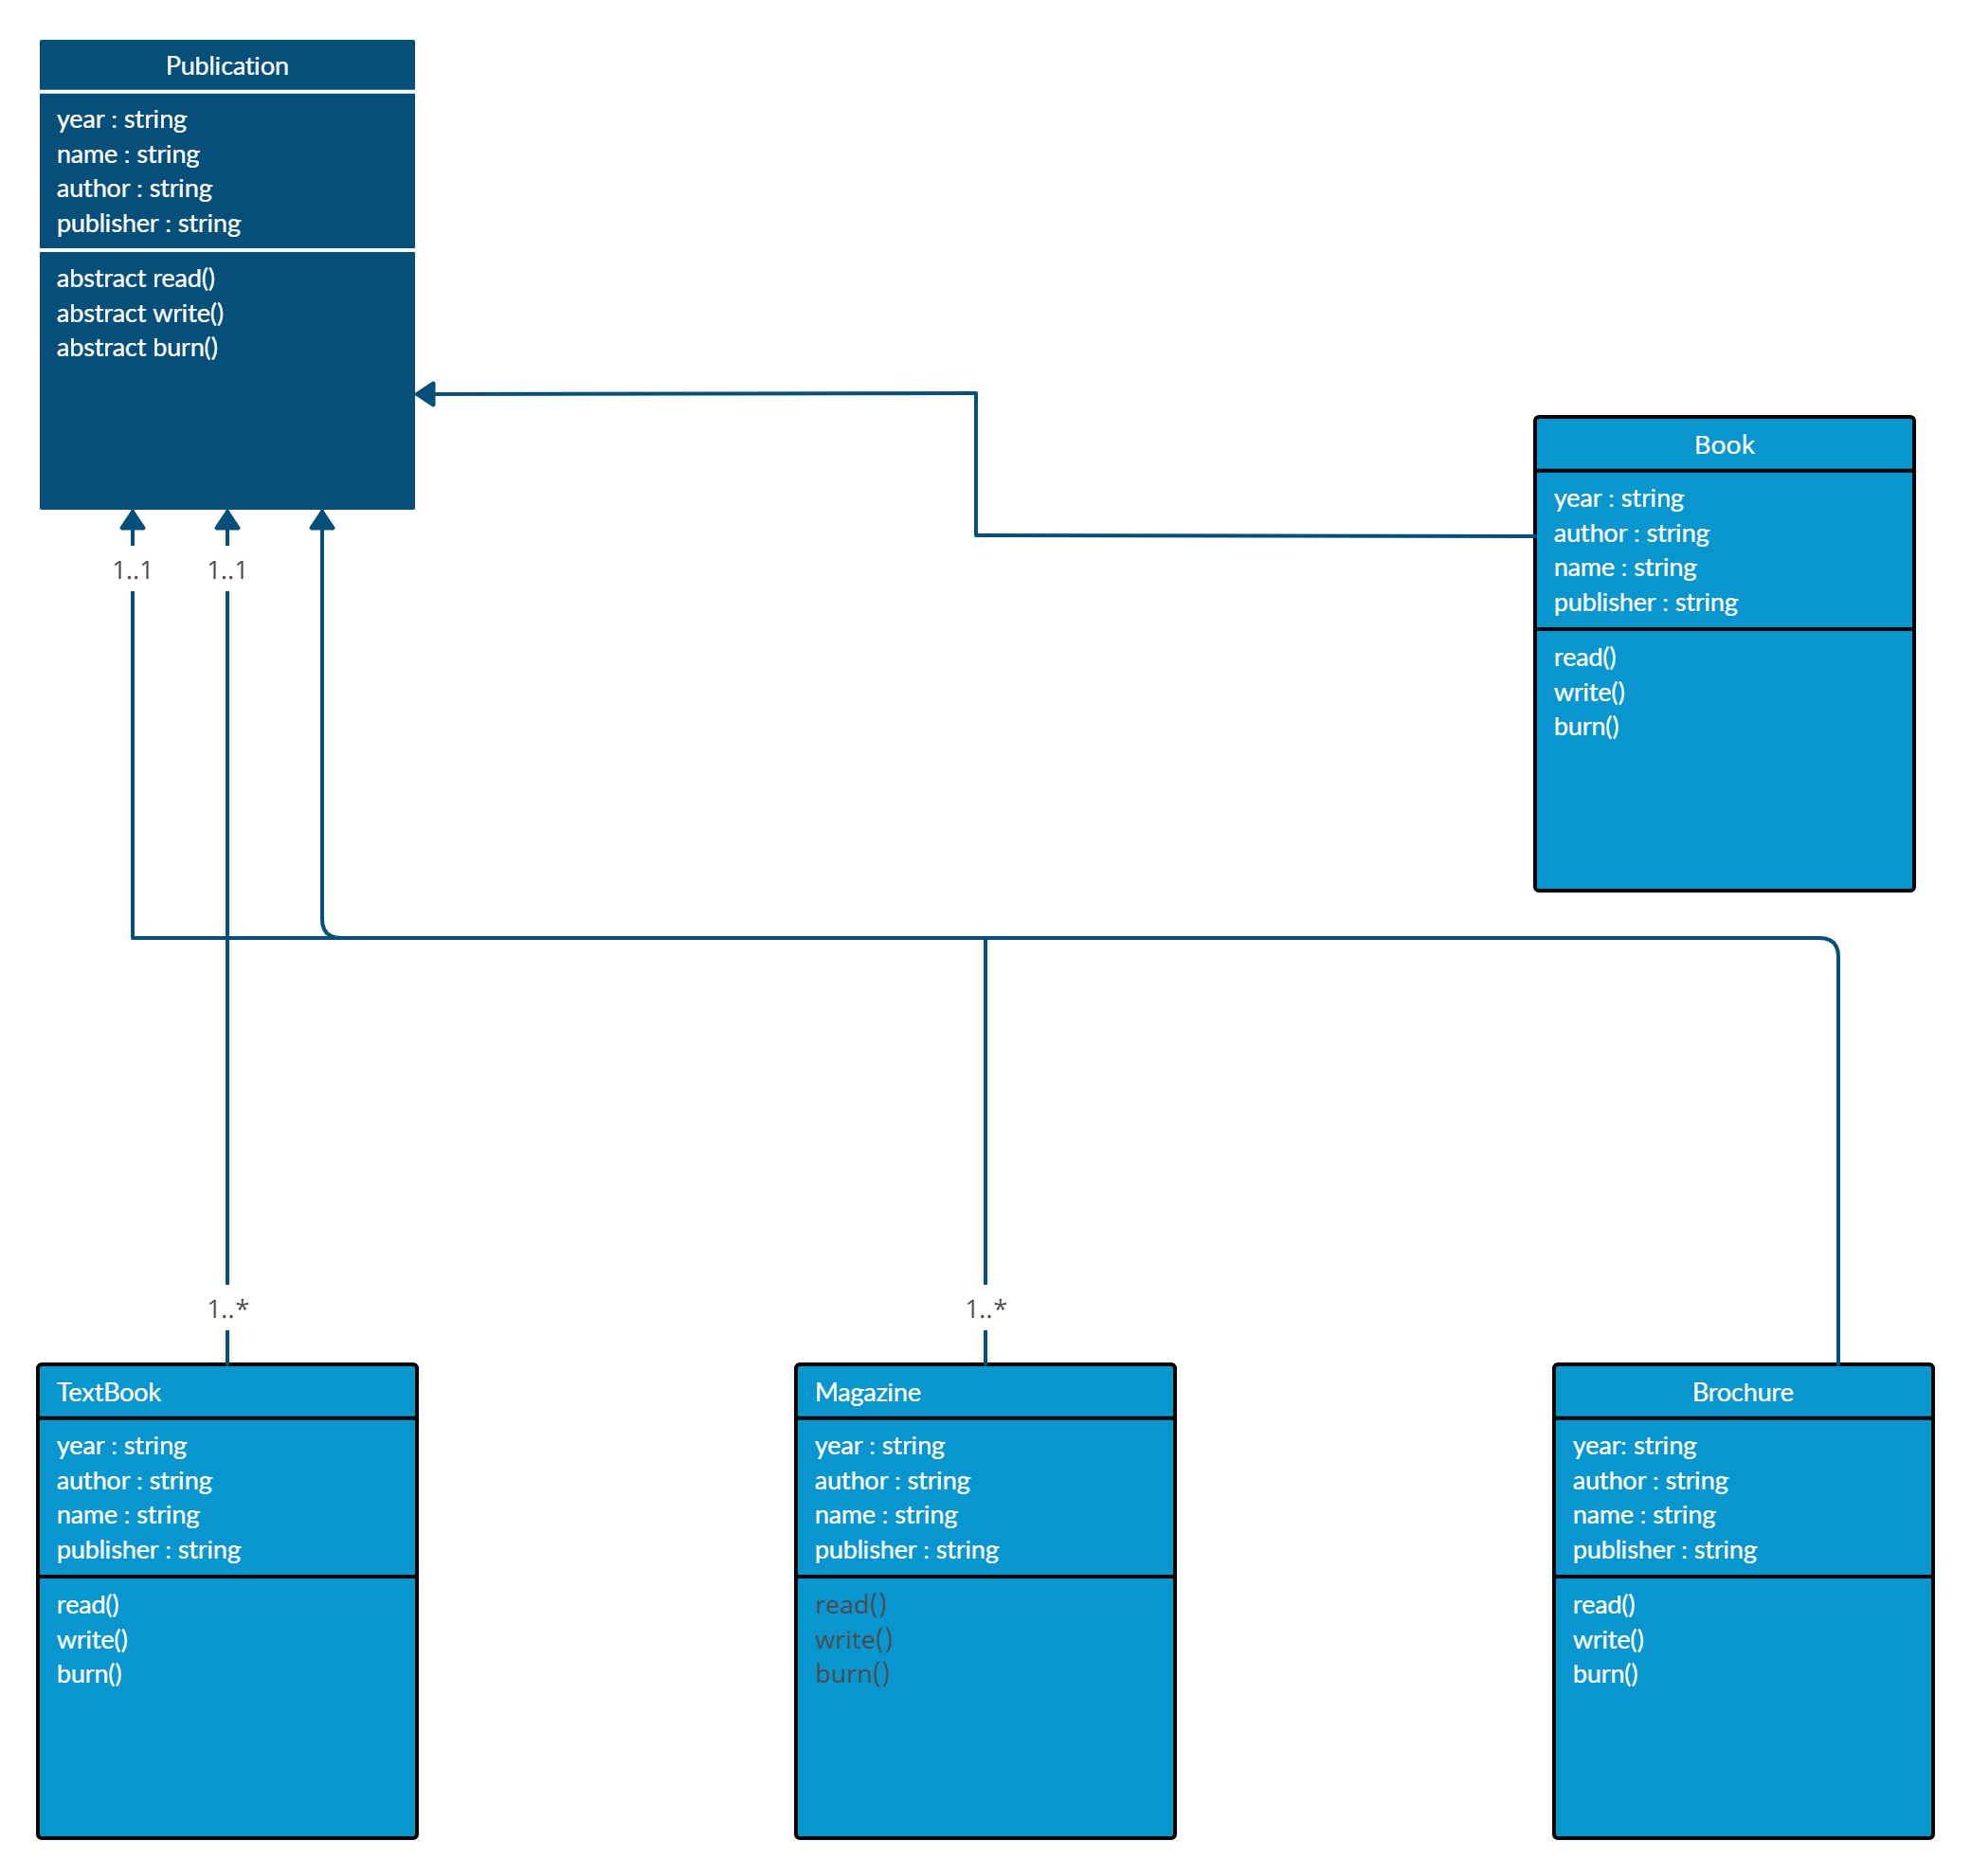 Publication
year : string
name : string
author : string
publisher : string
abstract read()
abstract write()
abstract burn()
Book
year : string
author : string
name : string
publisher : string
read()
write()
burn()
1..1
1..1
1..*
1..*
TextBook
year : string
author : string
name : string
publisher : string
read()
write()
burn()
Magazine
year : string
author : string
name : string
publisher : string
read()
write()
burn()
Brochure
year: string
author : string
name : string
publisher : string
read()
write()
burn()